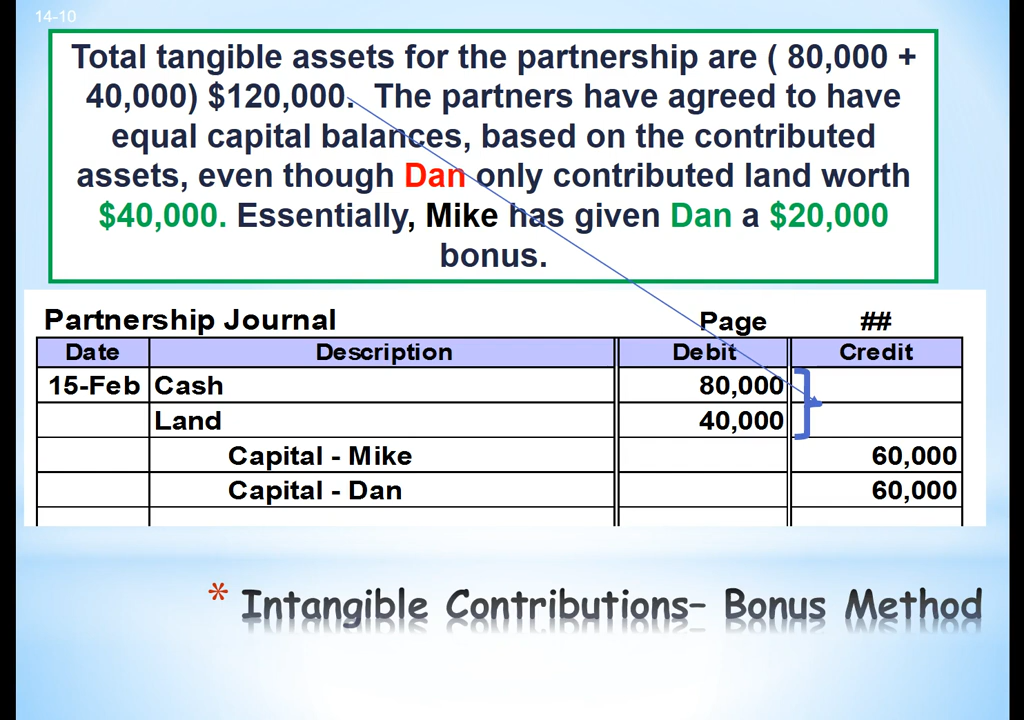 14-10
Total tangible assets for the partnership are ( 80,000 +
40,000) $120,000. The partners have agreed to have
equal capital balances, based on the contributed
assets, even though Dan only contributed land worth
$40,000. Essentially, Mike has given Dan a $20,000
bonus.
Partnership Journal Page ##
Date Description Debit Credit
15-Feb Cash 80,000
Land 40,000
Capital - Mike 60,000
Capital - Dan 60,000
* Intangible Contributions– Bonus Method